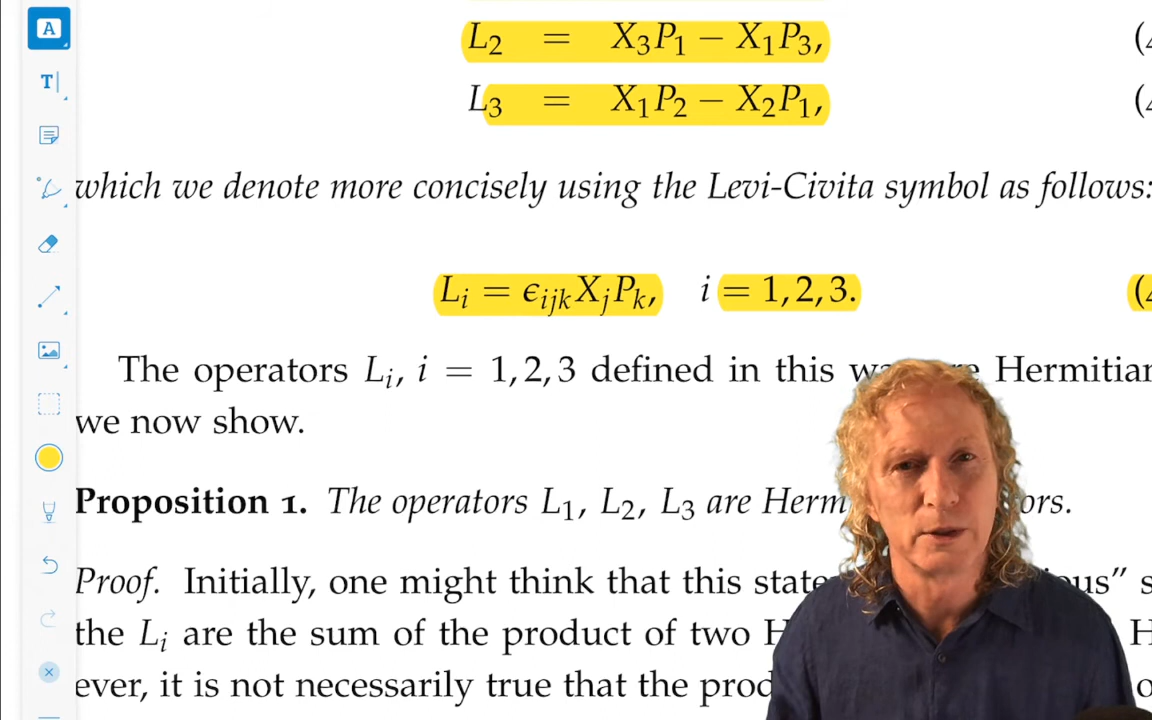 A
T
L₂ = X₃P₁ − X₁P₃, (
L₃ = X₁P₂ − X₂P₁, (
which we denote more concisely using the Levi-Civita symbol as follows:
Lᵢ = ϵᵢⱼₖXⱼPₖ, i = 1, 2, 3. (
The operators Lᵢ, i = 1, 2, 3 defined in this Hermitian
we now show.
Proposition 1. The operators L₁, L₂, L₃ are Herm ors.
Proof. Initially, one might think that this state ous” s
the Lᵢ are the sum of the product of two H H
ever, it is not necessarily true that the prod o